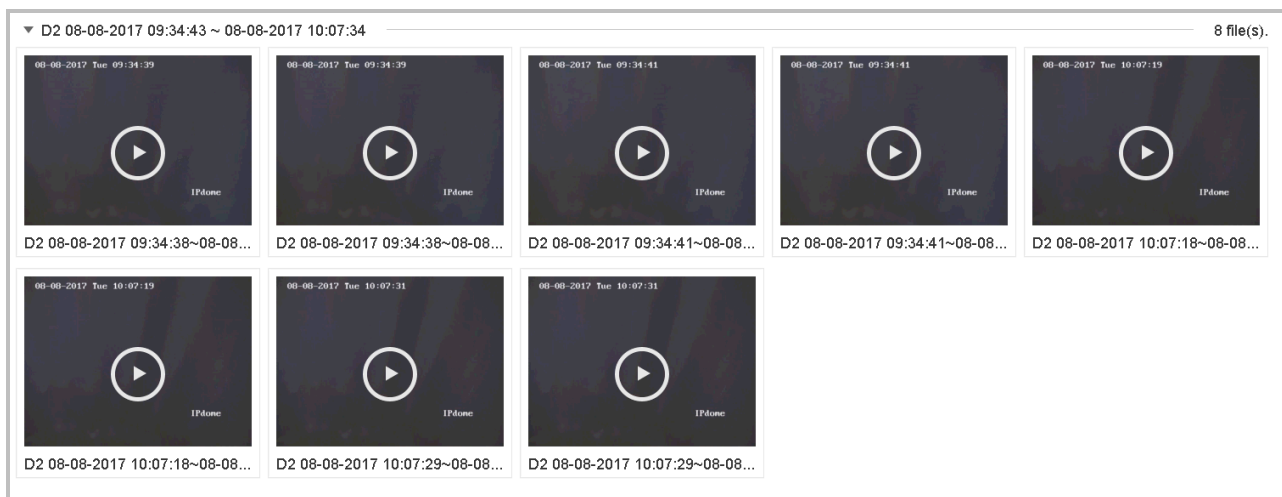 D2 08-08-2017 09:34:43 ~ 08-08-2017 10:07:34 8 file(s).
08-08-2017 Tue 09:34:39
IPdome
D2 08-08-2017 09:34:38~08-08...
08-08-2017 Tue 09:34:39
IPdome
D2 08-08-2017 09:34:38~08-08...
08-08-2017 Tue 09:34:41
IPdome
D2 08-08-2017 09:34:41~08-08...
08-08-2017 Tue 09:34:41
IPdome
D2 08-08-2017 09:34:41~08-08...
08-08-2017 Tue 10:07:19
IPdome
D2 08-08-2017 10:07:18~08-08...
08-08-2017 Tue 10:07:19
IPdome
D2 08-08-2017 10:07:18~08-08...
08-08-2017 Tue 10:07:31
IPdome
D2 08-08-2017 10:07:29~08-08...
08-08-2017 Tue 10:07:31
IPdome
D2 08-08-2017 10:07:29~08-08...